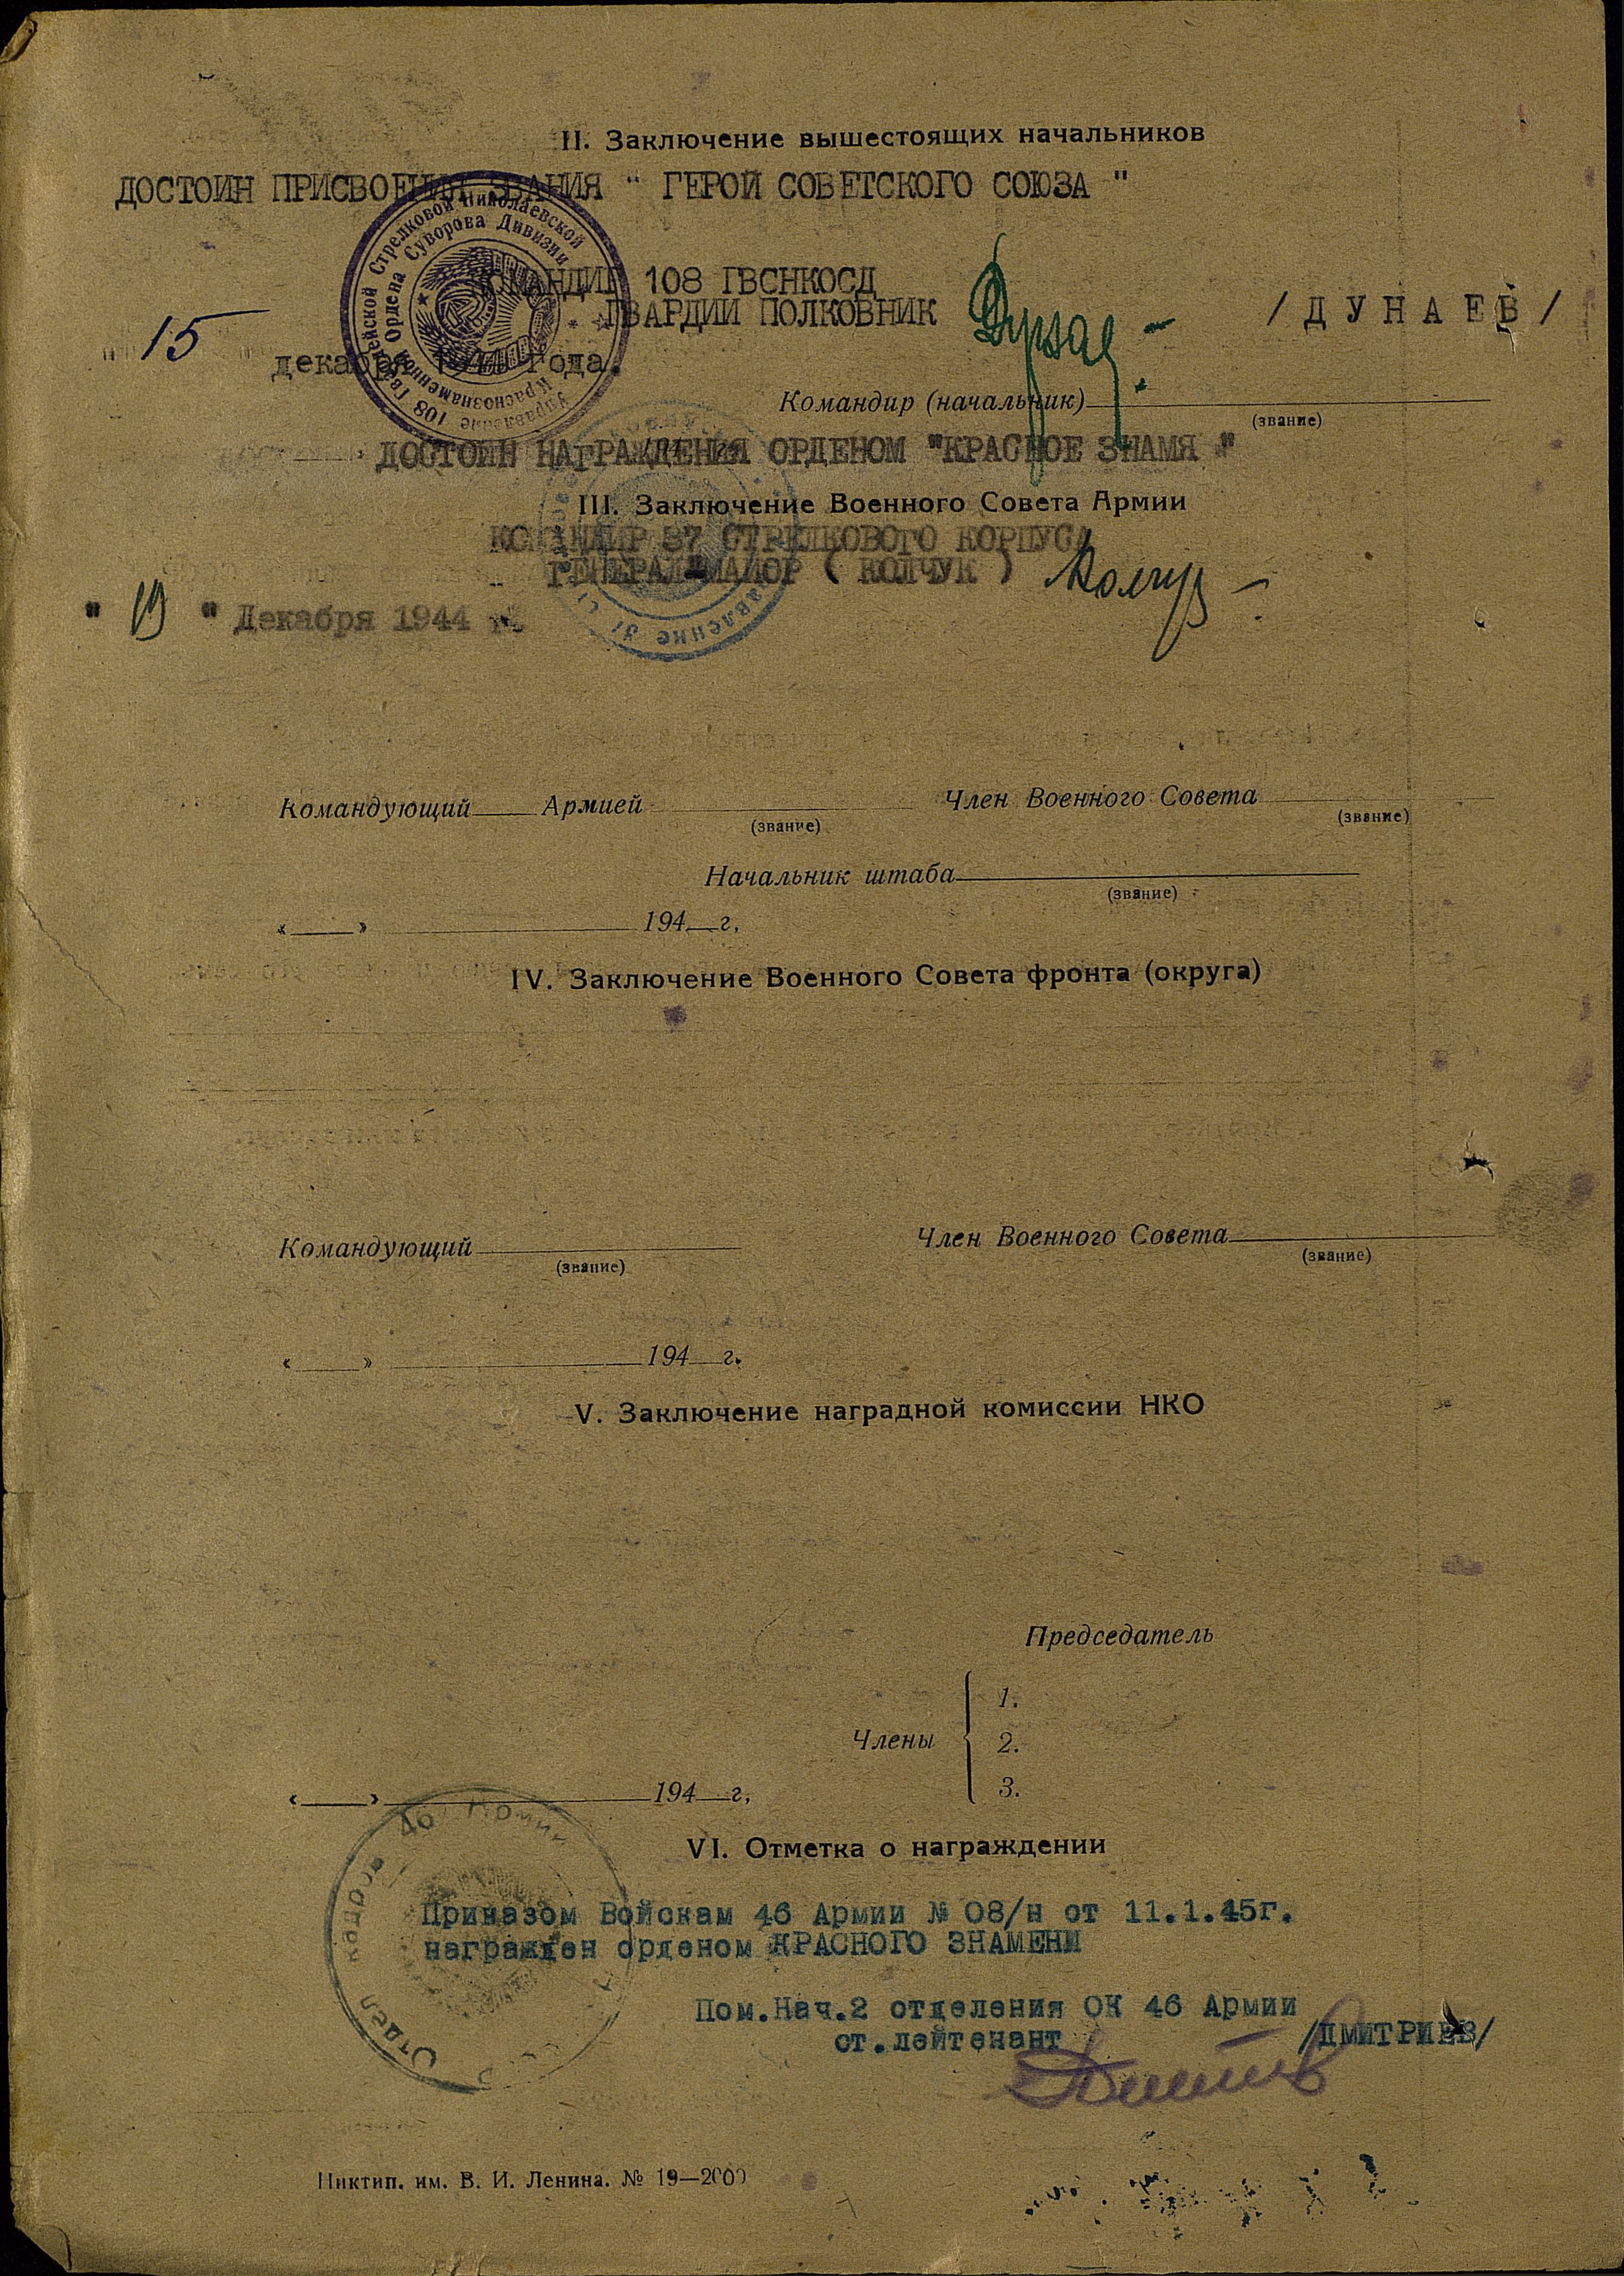 II. Заключение вышестоящих начальников
ДОСТОИН ПРИСВОЕНИЯ ЗВАНИЯ " ГЕРОЙ СОВЕТСКОГО СОЮЗА "
КОМАНДИР 108 ГВСНКОСД
ГВАРДИИ ПОЛКОВНИК /ДУНАЕВ/
" 15 " декабря года.
Командир (начальник)
(звание)
ДОСТОИН НАГРАЖДЕНИЯ ОРДЕНОМ "КРАСНОЕ ЗНАМЯ "
III. Заключение Военного Совета Армии
КОМАНДИР 37 СТРЕЛКОВОГО КОРПУСА
ГЕНЕРАЛ-МАЙОР ( КОЛЧУК ) Колчук
" 19 " Декабря 1944 г.
Командующий Армией Член Военного Совета
(звание) (звание)
Начальник штаба
(звание)
« » 194 г.
IV. Заключение Военного Совета фронта (округа)
Командующий Член Военного Совета
(звание) (звание)
« » 194 г.
V. Заключение наградной комиссии НКО
Председатель
1.
Члены 2.
3.
« » 194 г.
VI. Отметка о награждении
Приказом Войскам 46 Армии № 08/н от 11.1.45г.
награжден орденом КРАСНОГО ЗНАМЕНИ
Пом.Нач.2 отделения ОК 46 Армии
ст.лейтенант /ДМИТРИЕВ/
им. В. И. Ленина. № 19—2000